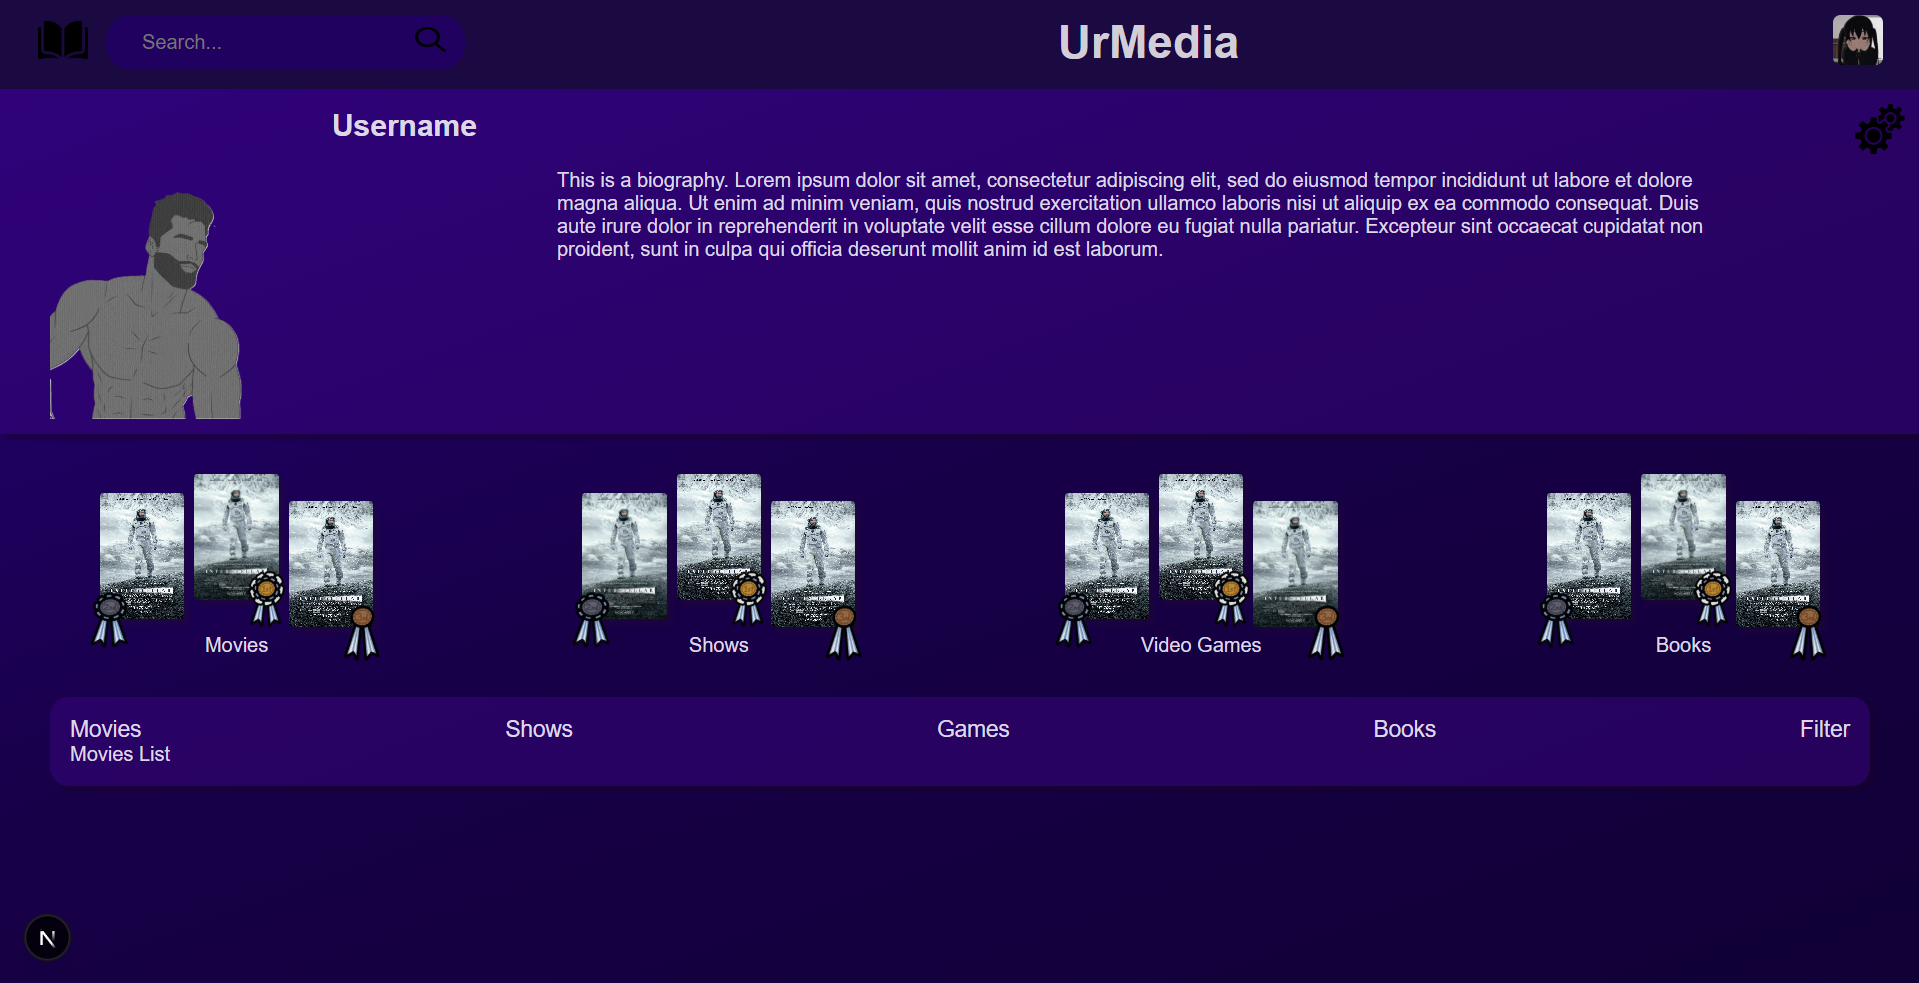 Search...
UrMedia
Username
This is a biography. Lorem ipsum dolor sit amet, consectetur adipiscing elit, sed do eiusmod tempor incididunt ut labore et dolore
magna aliqua. Ut enim ad minim veniam, quis nostrud exercitation ullamco laboris nisi ut aliquip ex ea commodo consequat. Duis
aute irure dolor in reprehenderit in voluptate velit esse cillum dolore eu fugiat nulla pariatur. Excepteur sint occaecat cupidatat non
proident, sunt in culpa qui officia deserunt mollit anim id est laborum.
Movies
Shows
Video Games
Books
Movies
Shows
Games
Books
Filter
Movies List
N